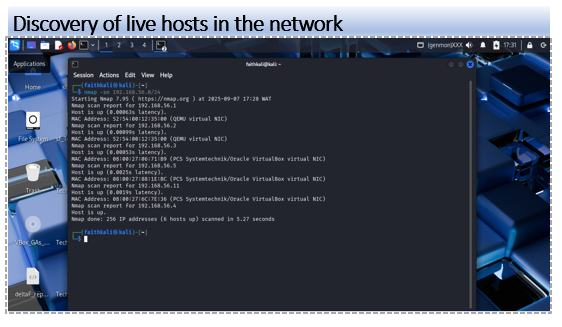 Discovery of live hosts in the network
1 2 3 4
(genmon)XXX 17:31
Applications
faithkali@kali: ~
Session Actions Edit View Help
Home
(faithkali㉿kali)-[~]
$ nmap -sn 192.168.56.0/24
Starting Nmap 7.95 ( https://nmap.org ) at 2025-09-07 17:28 WAT
Nmap scan report for 192.168.56.1
Host is up (0.00063s latency).
MAC Address: 52:54:00:12:35:00 (QEMU virtual NIC)
Nmap scan report for 192.168.56.2
Host is up (0.00099s latency).
MAC Address: 52:54:00:12:35:00 (QEMU virtual NIC)
Nmap scan report for 192.168.56.3
Host is up (0.00053s latency).
MAC Address: 08:00:27:86:71:B9 (PCS Systemtechnik/Oracle VirtualBox virtual NIC)
Nmap scan report for 192.168.56.5
Host is up (0.0025s latency).
MAC Address: 08:00:27:88:1E:8C (PCS Systemtechnik/Oracle VirtualBox virtual NIC)
Nmap scan report for 192.168.56.11
Host is up (0.0019s latency).
MAC Address: 08:00:27:6C:7E:36 (PCS Systemtechnik/Oracle VirtualBox virtual NIC)
Nmap scan report for 192.168.56.4
Host is up.
Nmap done: 256 IP addresses (6 hosts up) scanned in 5.27 seconds
(faithkali㉿kali)-[~]
$
File System
Trash
VBox_GAs_...
Tec
deltaF_rep...
Tec